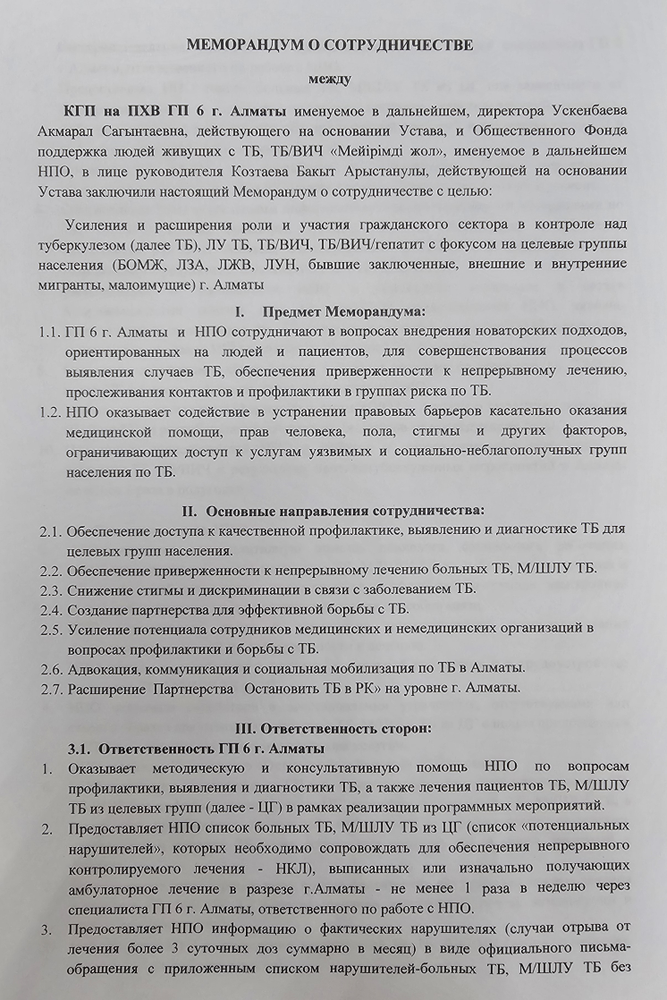 МЕМОРАНДУМ О СОТРУДНИЧЕСТВЕ
между
КГП на ПХВ ГП 6 г. Алматы именуемое в дальнейшем, директора Ускенбаева
Акмарал Сагынтаевна, действующего на основании Устава, и Общественного Фонда
поддержка людей живущих с ТБ, ТБ/ВИЧ «Мейірімді жол», именуемое в дальнейшем
НПО, в лице руководителя Козтаева Бакыт Арыстанулы, действующей на основании
Устава заключили настоящий Меморандум о сотрудничестве с целью:
Усиления и расширения роли и участия гражданского сектора в контроле над
туберкулезом (далее ТБ), ЛУ ТБ, ТБ/ВИЧ, ТБ/ВИЧ/гепатит с фокусом на целевые группы
населения (БОМЖ, ЛЗА, ЛЖВ, ЛУН, бывшие заключенные, внешние и внутренние
мигранты, малоимущие) г. Алматы
I. Предмет Меморандума:
1.1. ГП 6 г. Алматы и НПО сотрудничают в вопросах внедрения новаторских подходов,
ориентированных на людей и пациентов, для совершенствования процессов
выявления случаев ТБ, обеспечения приверженности к непрерывному лечению,
прослеживания контактов и профилактики в группах риска по ТБ.
1.2. НПО оказывает содействие в устранении правовых барьеров касательно оказания
медицинской помощи, прав человека, пола, стигмы и других факторов,
ограничивающих доступ к услугам уязвимых и социально-неблагополучных групп
населения по ТБ.
II. Основные направления сотрудничества:
2.1. Обеспечение доступа к качественной профилактике, выявлению и диагностике ТБ для
целевых групп населения.
2.2. Обеспечение приверженности к непрерывному лечению больных ТБ, М/ШЛУ ТБ.
2.3. Снижение стигмы и дискриминации в связи с заболеванием ТБ.
2.4. Создание партнерства для эффективной борьбы с ТБ.
2.5. Усиление потенциала сотрудников медицинских и немедицинских организаций в
вопросах профилактики и борьбы с ТБ.
2.6. Адвокация, коммуникация и социальная мобилизация по ТБ в Алматы.
2.7. Расширение Партнерства Остановить ТБ в РК» на уровне г. Алматы.
III. Ответственность сторон:
3.1. Ответственность ГП 6 г. Алматы
1. Оказывает методическую и консультативную помощь НПО по вопросам
профилактики, выявления и диагностики ТБ, а также лечения пациентов ТБ, М/ШЛУ
ТБ из целевых групп (далее - ЦГ) в рамках реализации программных мероприятий.
2. Предоставляет НПО список больных ТБ, М/ШЛУ ТБ из ЦГ (список «потенциальных
нарушителей», которых необходимо сопровождать для обеспечения непрерывного
контролируемого лечения - НКЛ), выписанных или изначально получающих
амбулаторное лечение в разрезе г.Алматы - не менее 1 раза в неделю через
специалиста ГП 6 г. Алматы, ответственного по работе с НПО.
3. Предоставляет НПО информацию о фактических нарушителях (случаи отрыва от
лечения более 3 суточных доз суммарно в месяц) в виде официального письма-
обращения с приложенным списком нарушителей-больных ТБ, М/ШЛУ ТБ без